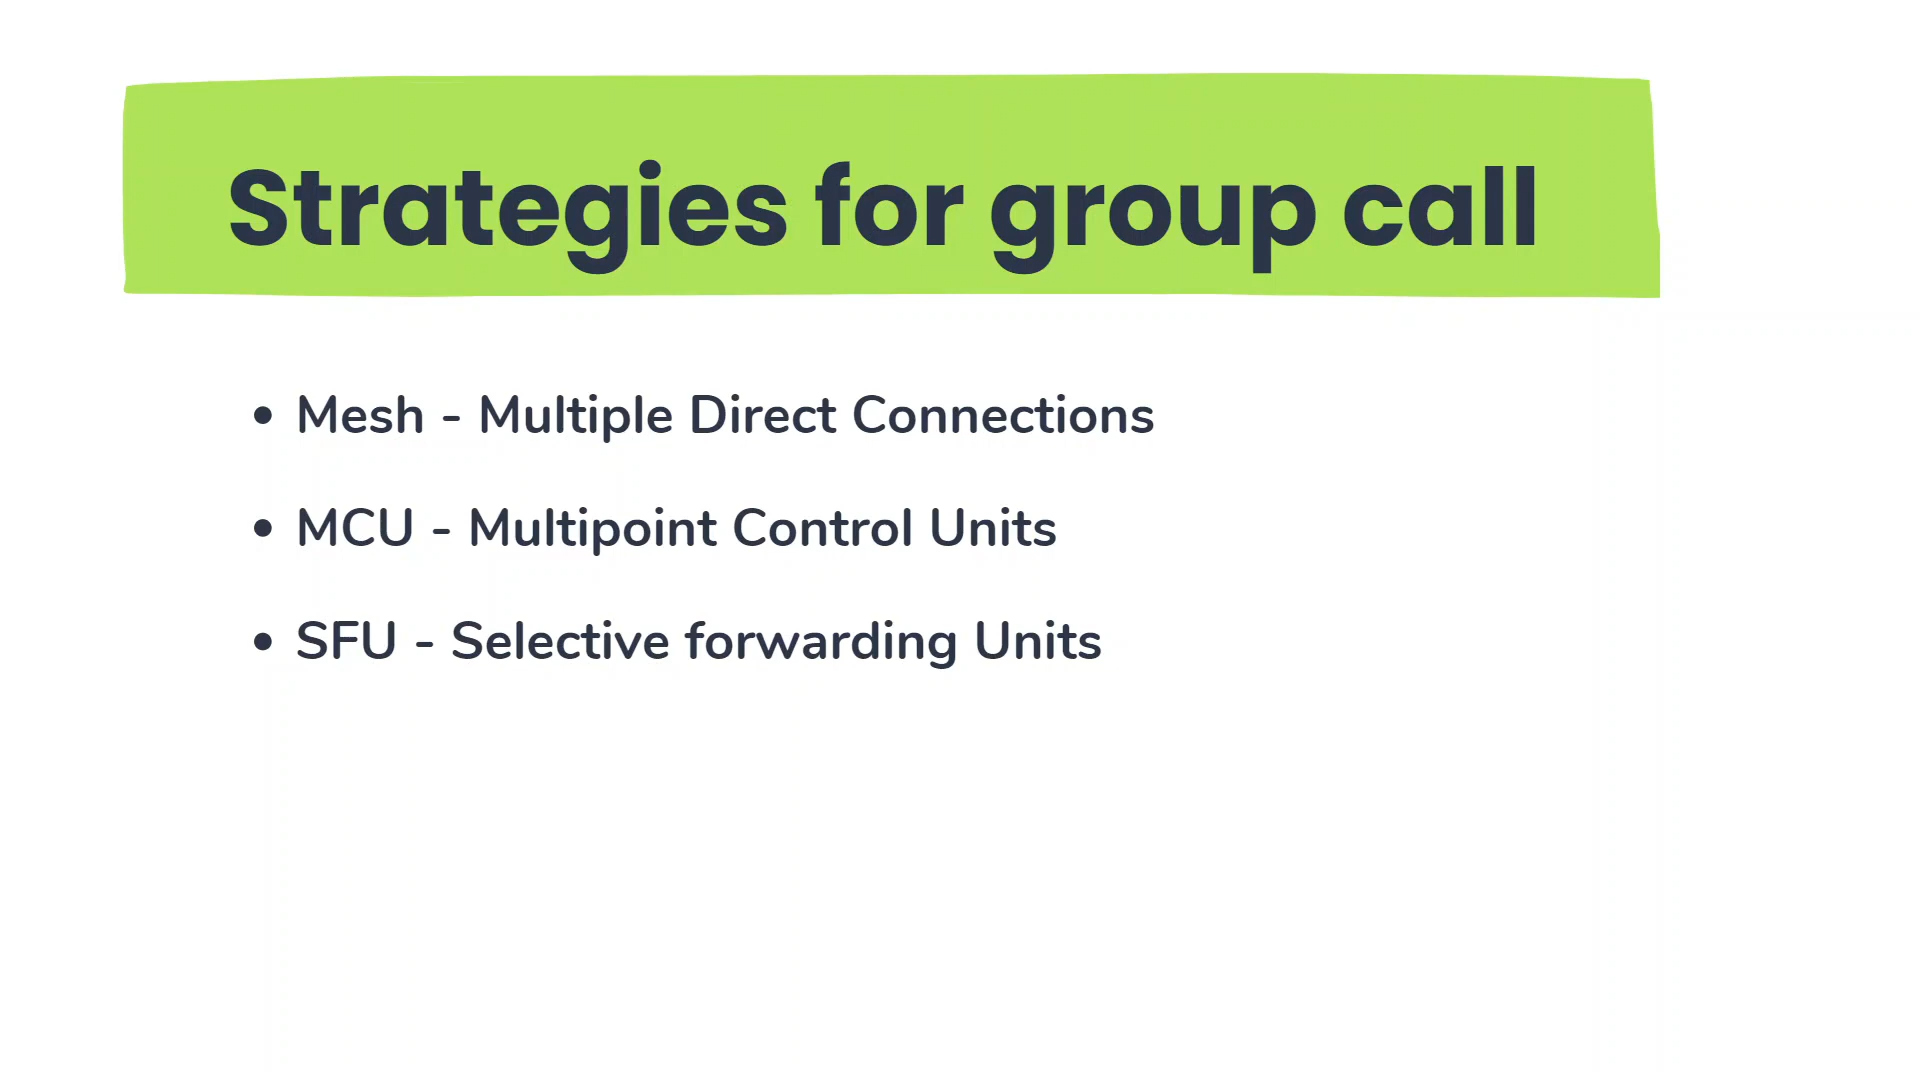 Strategies for group call
• Mesh - Multiple Direct Connections
• MCU - Multipoint Control Units
• SFU - Selective forwarding Units